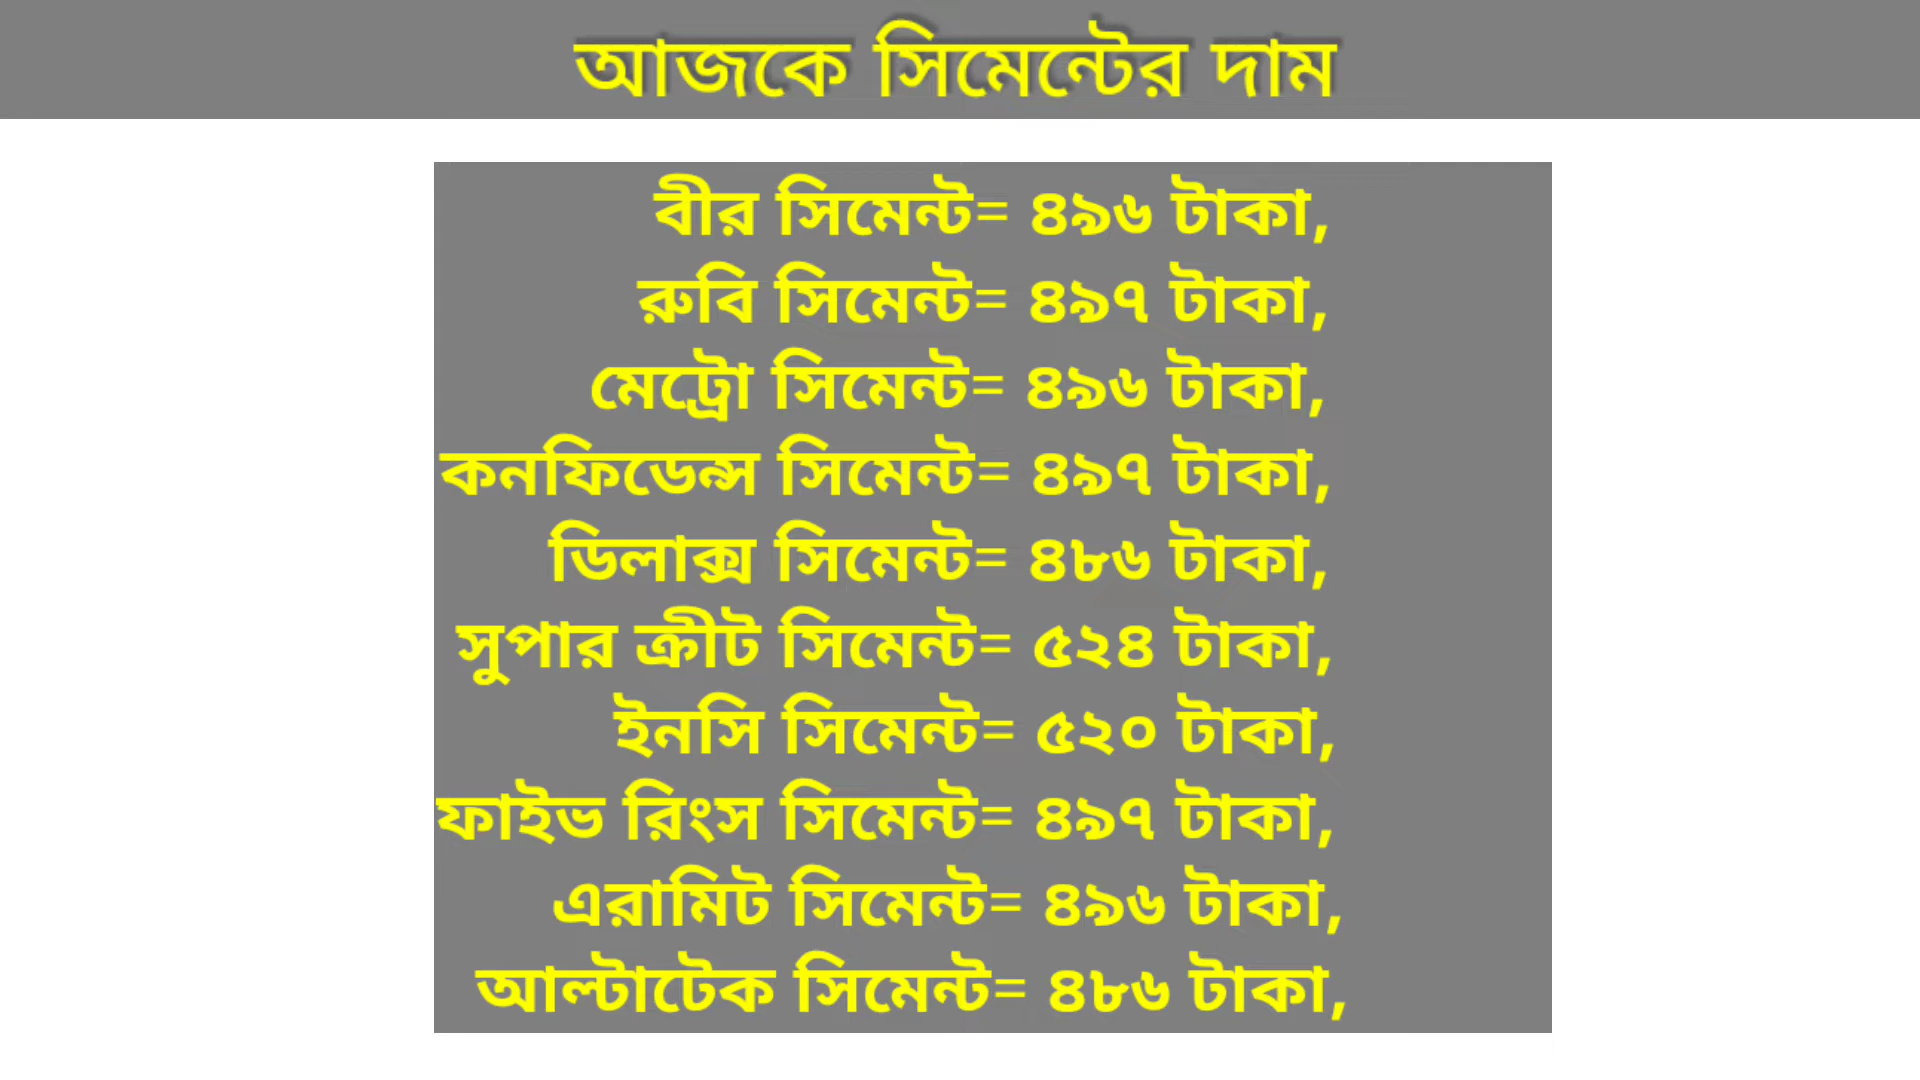 আজকে সিমেন্টের দাম
বীর সিমেন্ট= ৪৯৬ টাকা,
রুবি সিমেন্ট= ৪৯৭ টাকা,
মেট্রো সিমেন্ট= ৪৯৬ টাকা,
কনফিডেন্স সিমেন্ট= ৪৯৭ টাকা,
ডিলাক্স সিমেন্ট= ৪৮৬ টাকা,
সুপার ক্রীট সিমেন্ট= ৫২৪ টাকা,
ইনসি সিমেন্ট= ৫২০ টাকা,
ফাইভ রিংস সিমেন্ট= ৪৯৭ টাকা,
এরামিট সিমেন্ট= ৪৯৬ টাকা,
আল্টাটেক সিমেন্ট= ৪৮৬ টাকা,